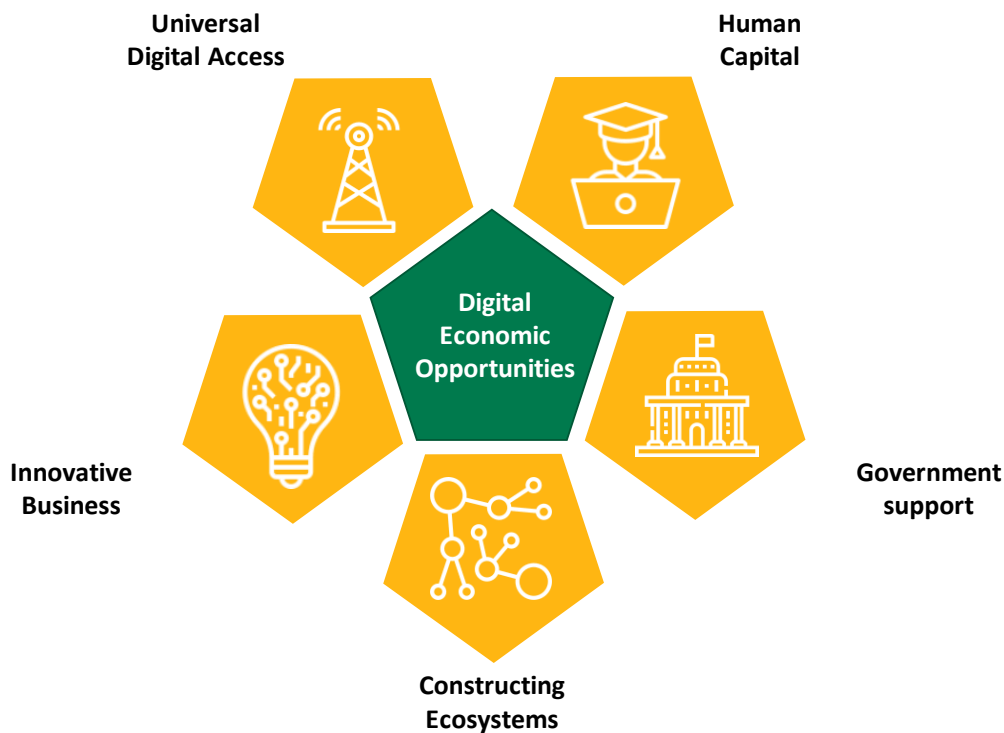 Universal
Digital Access
Human
Capital
Digital
Economic
Opportunities
Innovative
Business
Government
support
Constructing
Ecosystems